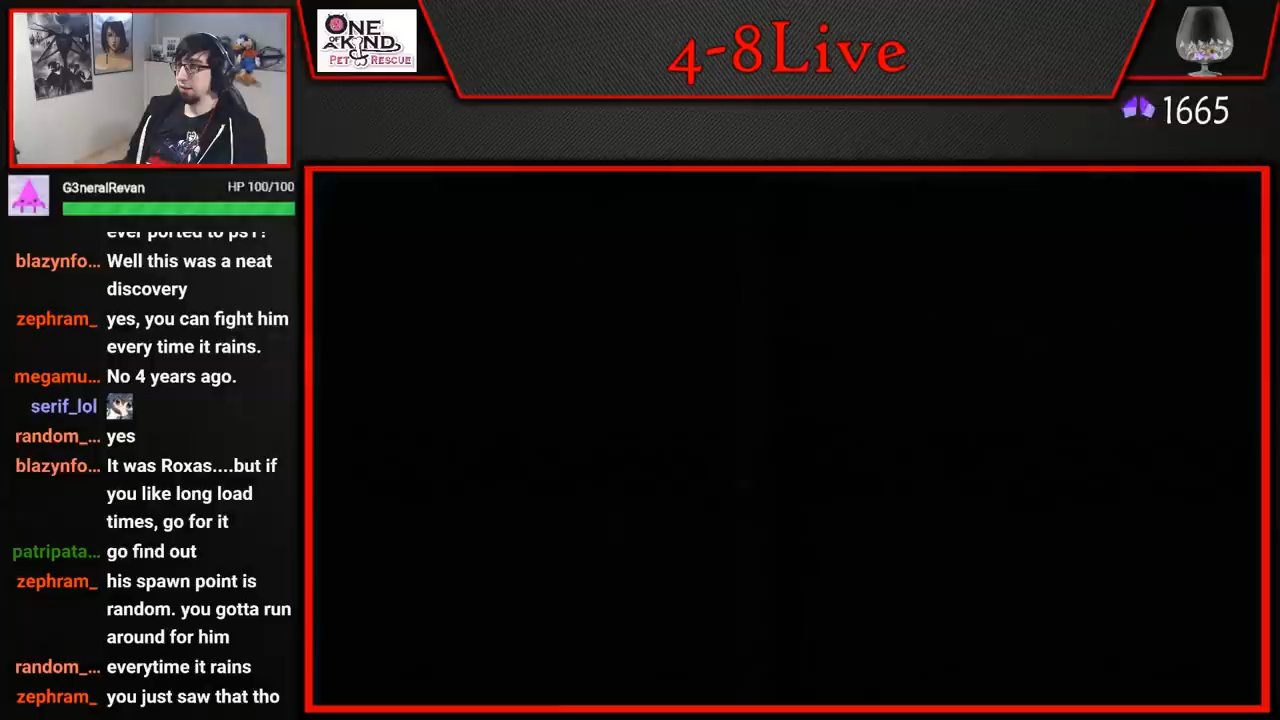 ONE
OF A KIND
PET RESCUE
4-8Live
1665
G3neralRevan HP 100/100
ever ported to ps1?
blazynfo... Well this was a neat
discovery
zephram_ yes, you can fight him
every time it rains.
megamu... No 4 years ago.
serif_lol
random_... yes
blazynfo... It was Roxas....but if
you like long load
times, go for it
patripata... go find out
zephram_ his spawn point is
random. you gotta run
around for him
random_... everytime it rains
zephram_ you just saw that tho